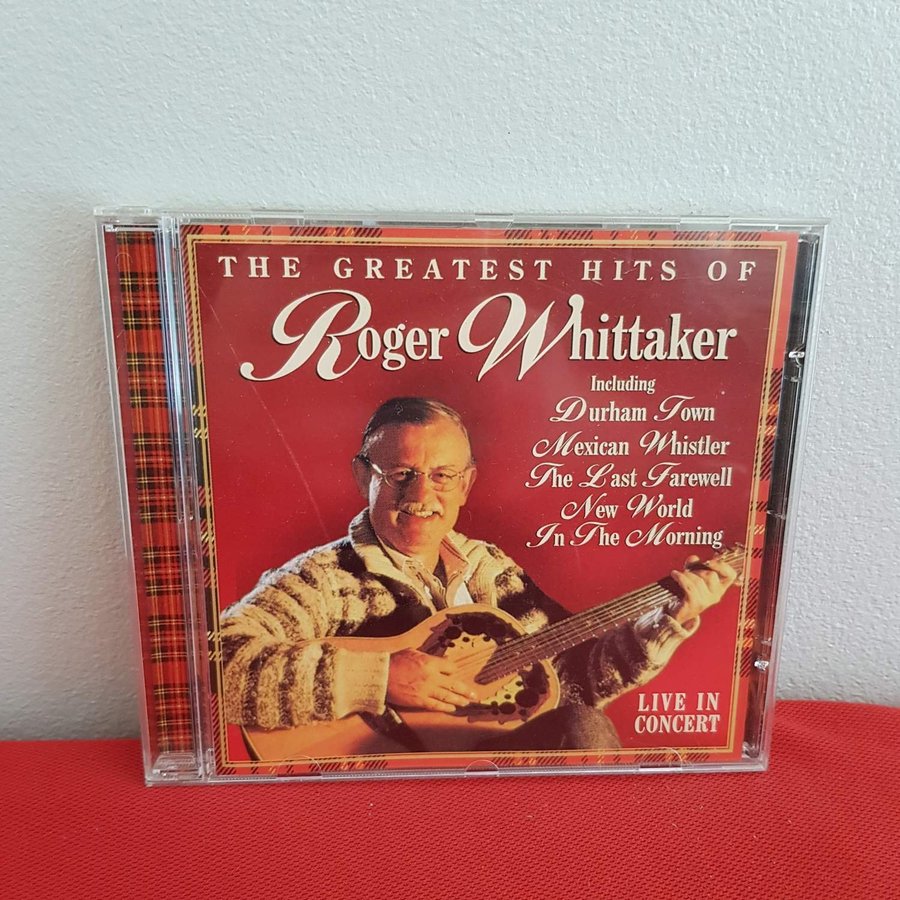 THE GREATEST HITS OF
Roger Whittaker
Including
Durham Town
Mexican Whistler
The Last Farewell
New World
In The Morning
LIVE IN
CONCERT